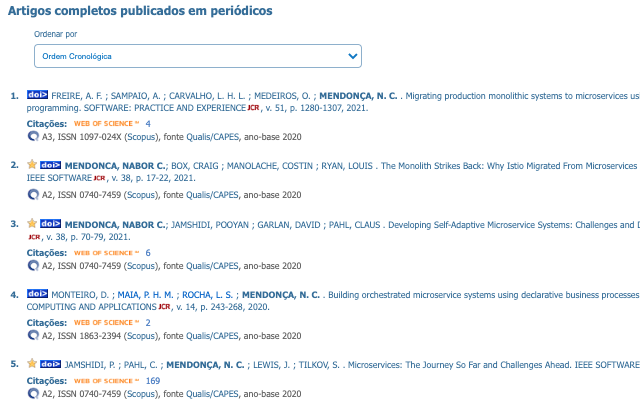 Artigos completos publicados em periódicos
Ordenar por
Ordem Cronológica
1. doi> FREIRE, A. F. ; SAMPAIO, A. ; CARVALHO, L. H. L. ; MEDEIROS, O. ; MENDONÇA, N. C. . Migrating production monolithic systems to microservices us
programming. SOFTWARE: PRACTICE AND EXPERIENCE JCR, v. 51, p. 1280-1307, 2021.
Citações: WEB OF SCIENCE™ 4
A3, ISSN 1097-024X (Scopus), fonte Qualis/CAPES, ano-base 2020
2. doi> MENDONCA, NABOR C.; BOX, CRAIG ; MANOLACHE, COSTIN ; RYAN, LOUIS . The Monolith Strikes Back: Why Istio Migrated From Microservices
IEEE SOFTWARE JCR, v. 38, p. 17-22, 2021.
A2, ISSN 0740-7459 (Scopus), fonte Qualis/CAPES, ano-base 2020
3. doi> MENDONCA, NABOR C.; JAMSHIDI, POOYAN ; GARLAN, DAVID ; PAHL, CLAUS . Developing Self-Adaptive Microservice Systems: Challenges and D
JCR, v. 38, p. 70-79, 2021.
Citações: WEB OF SCIENCE™ 6
A2, ISSN 0740-7459 (Scopus), fonte Qualis/CAPES, ano-base 2020
4. doi> MONTEIRO, D. ; MAIA, P. H. M. ; ROCHA, L. S. ; MENDONÇA, N. C. . Building orchestrated microservice systems using declarative business processes
COMPUTING AND APPLICATIONS JCR, v. 14, p. 243-268, 2020.
Citações: WEB OF SCIENCE™ 2
A2, ISSN 1863-2394 (Scopus), fonte Qualis/CAPES, ano-base 2020
5. doi> JAMSHIDI, P. ; PAHL, C. ; MENDONÇA, N. C. ; LEWIS, J. ; TILKOV, S. . Microservices: The Journey So Far and Challenges Ahead. IEEE SOFTWARE
Citações: WEB OF SCIENCE™ 169
A2, ISSN 0740-7459 (Scopus), fonte Qualis/CAPES, ano-base 2020